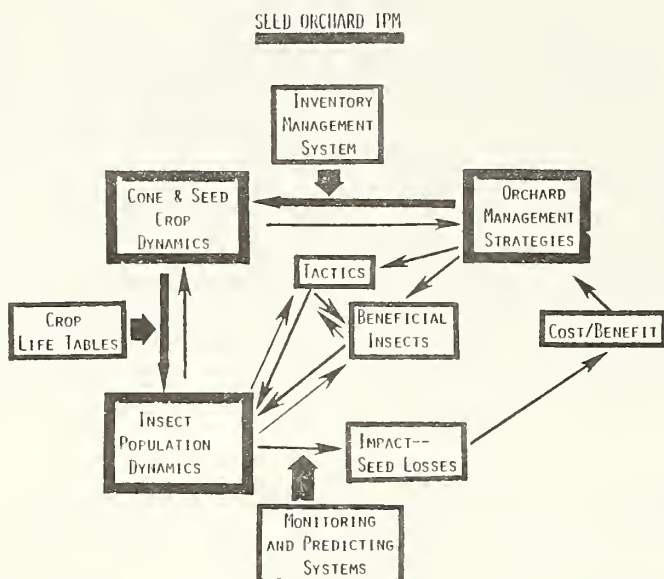 SEED ORCHARD IPM
INVENTORY
MANAGEMENT
SYSTEM
CONE & SEED
CROP
DYNAMICS
ORCHARD
MANAGEMENT
STRATEGIES
TACTICS
CROP
LIFE TABLES
BENEFICIAL
INSECTS
COST/BENEFIT
INSECT
POPULATION
DYNAMICS
IMPACT--
SEED LOSSES
MONITORING
AND PREDICTING
SYSTEMS